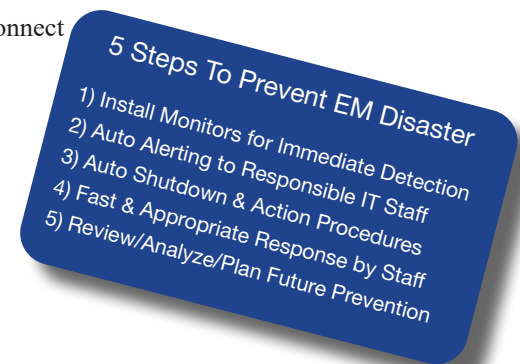 onnect
5 Steps To Prevent EM Disaster
1) Install Monitors for Immediate Detection
2) Auto Alerting to Responsible IT Staff
3) Auto Shutdown & Action Procedures
4) Fast & Appropriate Response by Staff
5) Review/Analyze/Plan Future Prevention